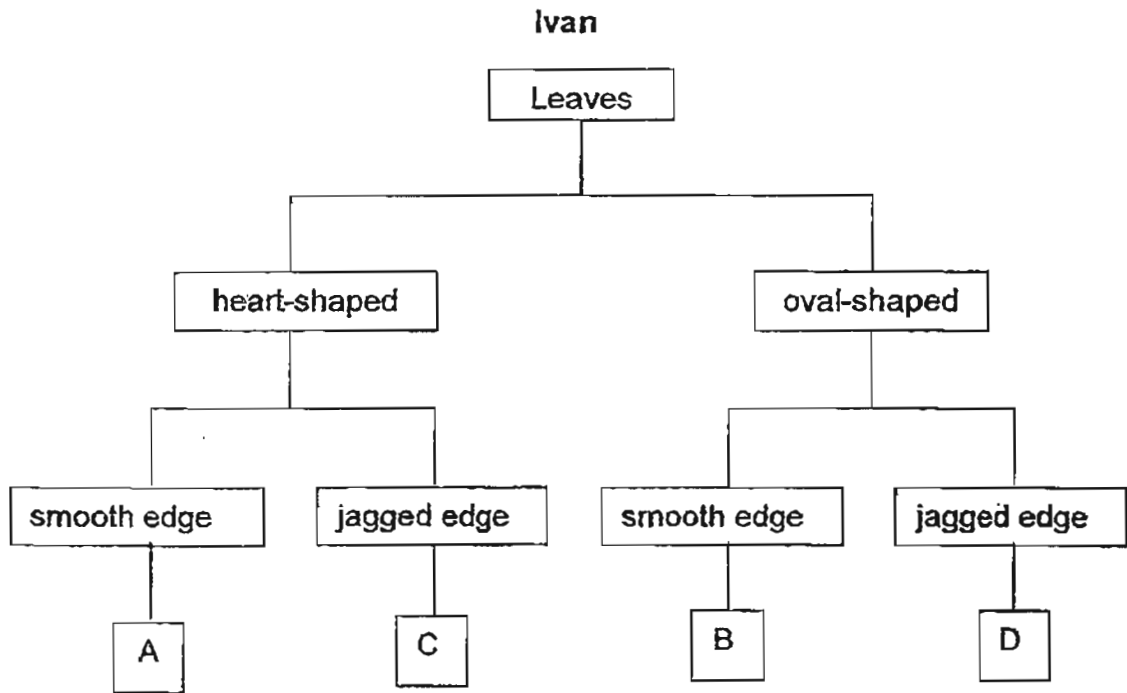 Ivan
Leaves
heart-shaped oval-shaped
smooth edge jagged edge smooth edge jagged edge
A C B D